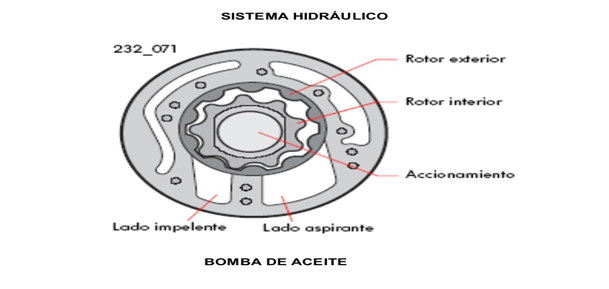 SISTEMA HIDRÁULICO
232_071
Rotor exterior
Rotor interior
Accionamiento
Lado impelente
Lado aspirante
BOMBA DE ACEITE